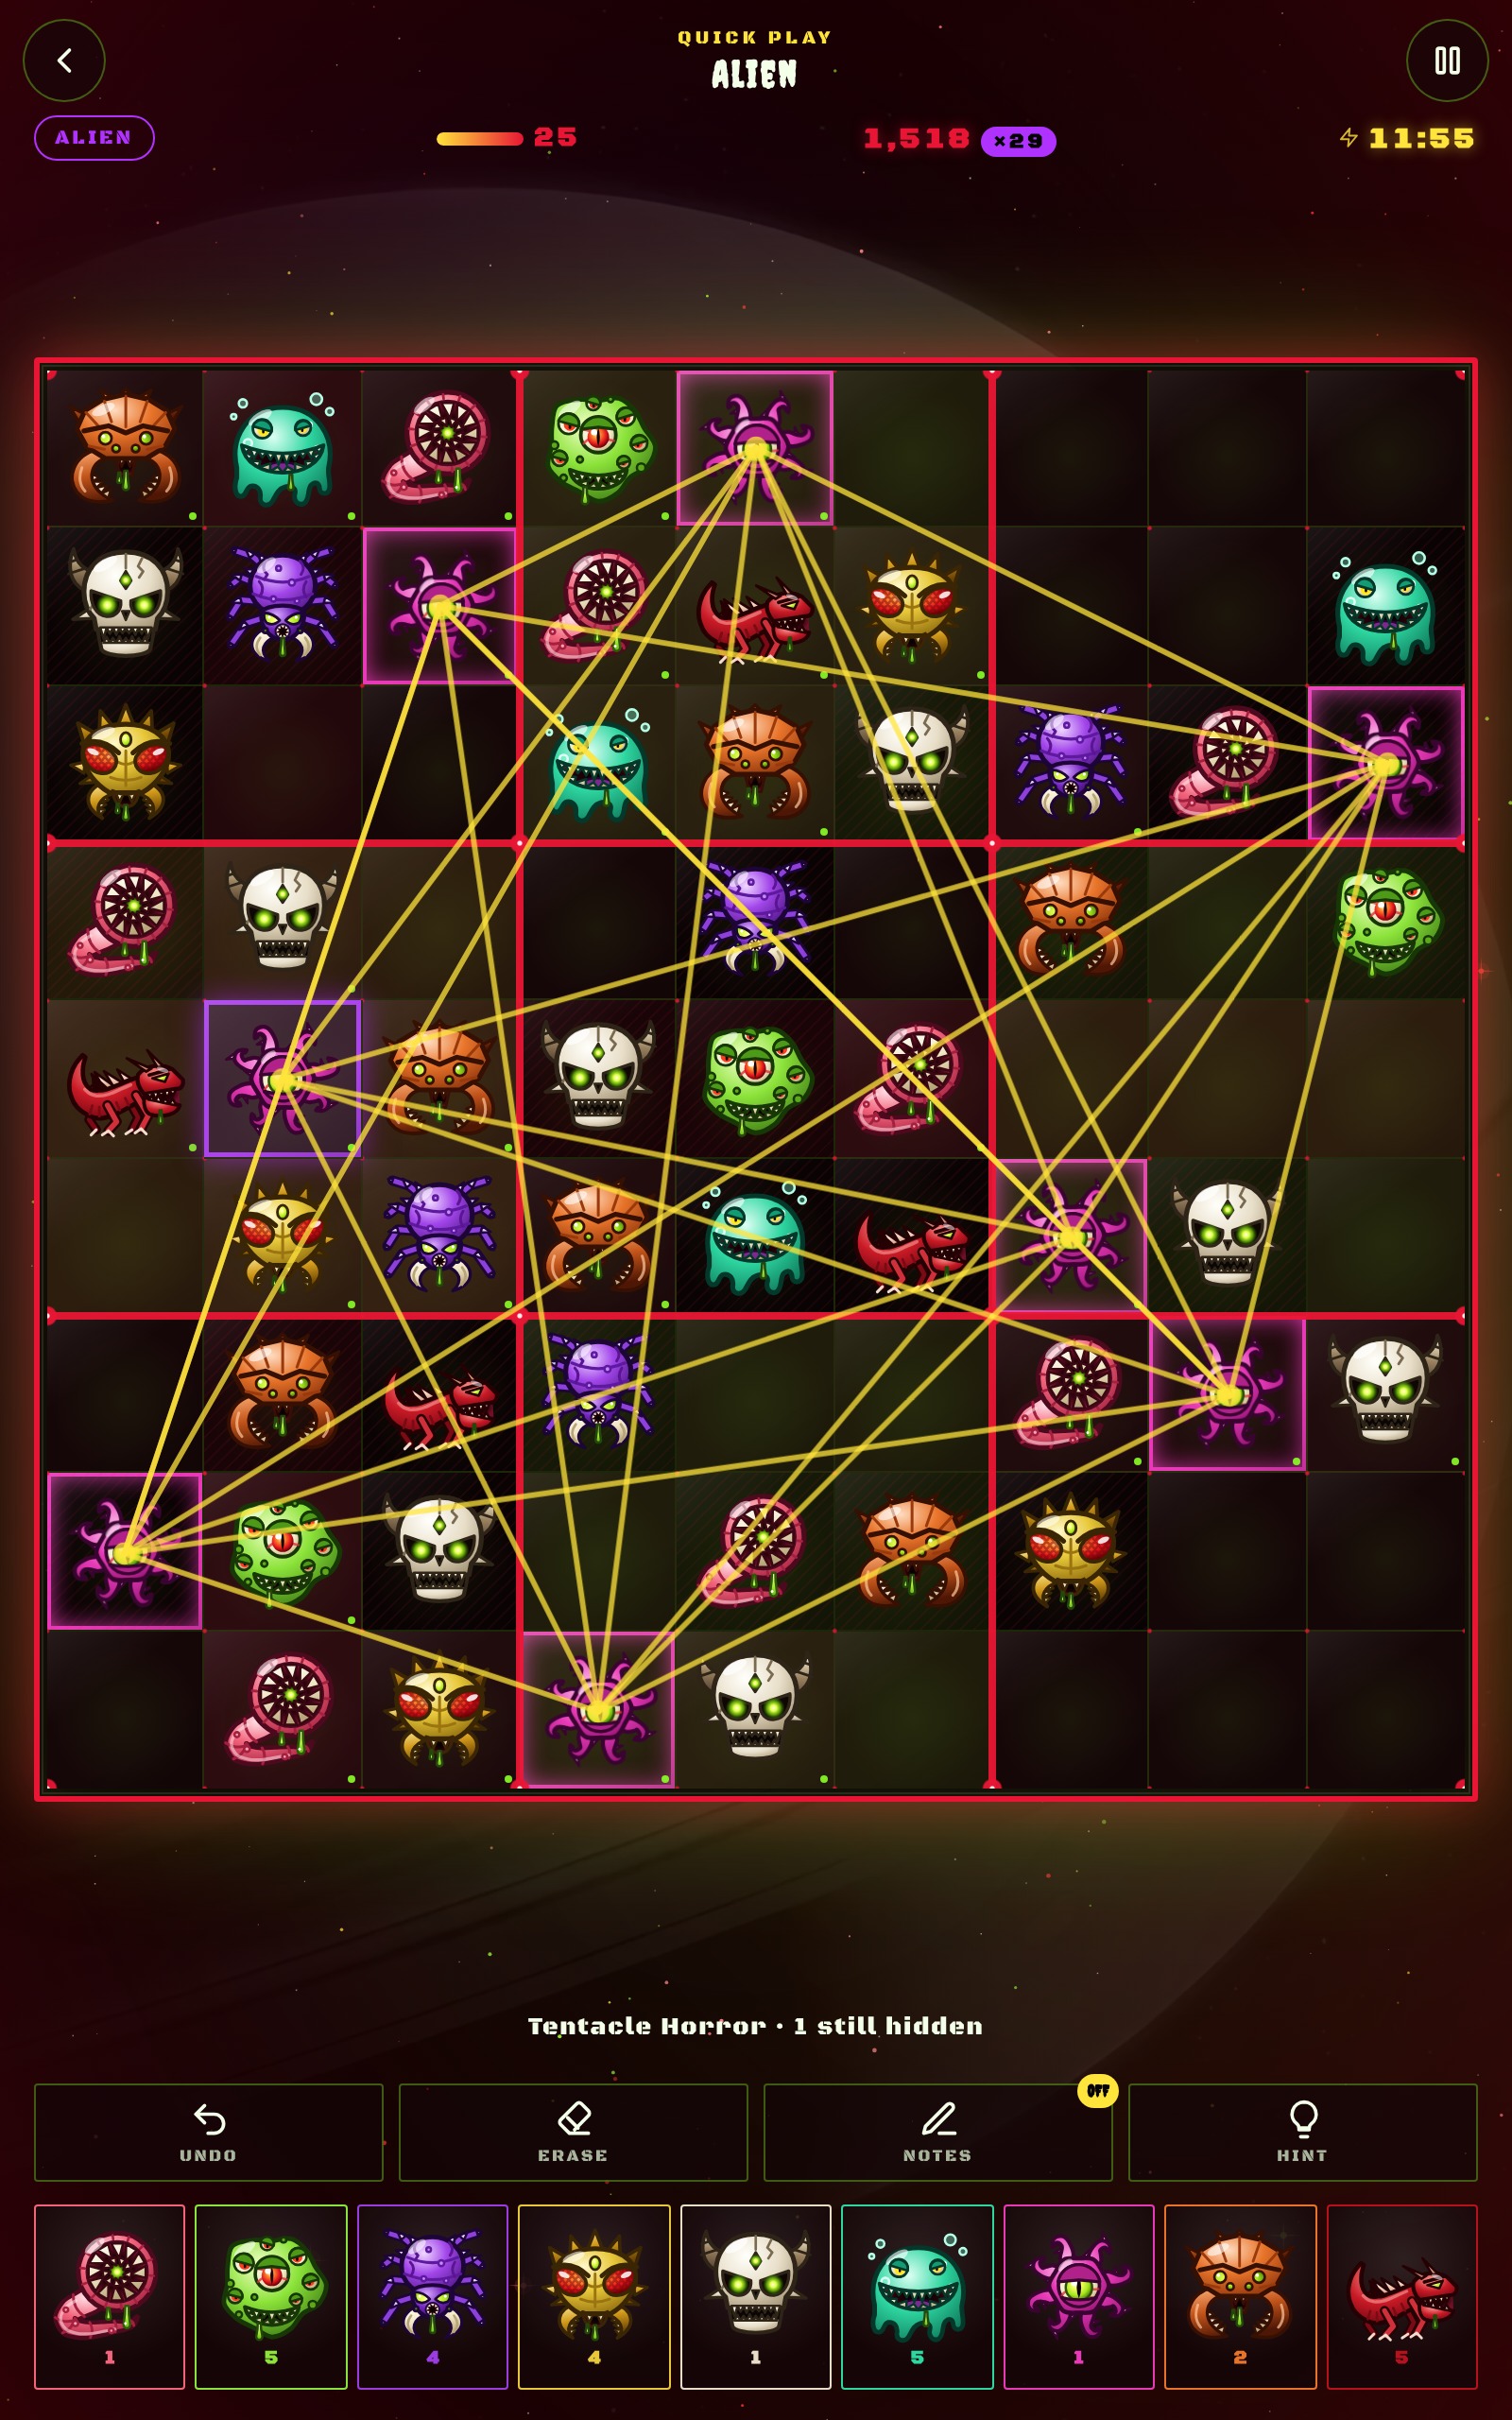 QUICK PLAY
ALIEN
ALIEN
25
1,518 ×29
11:55
Tentacle Horror · 1 still hidden
OFF
UNDO
ERASE
NOTES
HINT
1
5
4
4
1
5
1
2
5